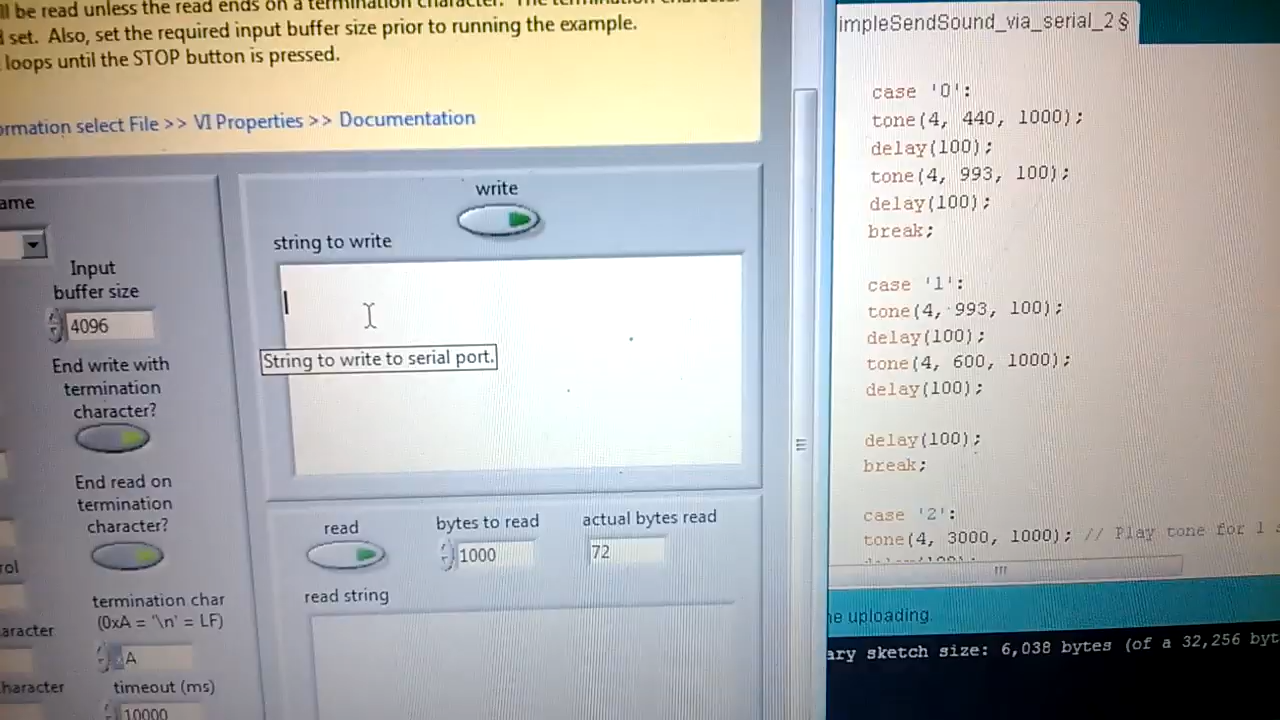 ll be read unless the read ends on a termination character. The termination character
set. Also, set the required input buffer size prior to running the example.
loops until the STOP button is pressed.
ormation select File >> VI Properties >> Documentation
ame
Input
buffer size
4096
End write with
termination
character?
End read on
termination
character?
rol
termination char
(0xA = '\n' = LF)
aracter
A
haracter
timeout (ms)
10000
write
string to write
String to write to serial port.
read
bytes to read
1000
actual bytes read
72
read string
impleSendSound_via_serial_2 §
case '0':
tone(4, 440, 1000);
delay(100);
tone(4, 993, 100);
delay(100);
break;
case '1':
tone(4, 993, 100);
delay(100);
tone(4, 600, 1000);
delay(100);
delay(100);
break;
case '2':
tone(4, 3000, 1000); // Play tone for 1
ne uploading.
ary sketch size: 6,038 bytes (of a 32,256 byt